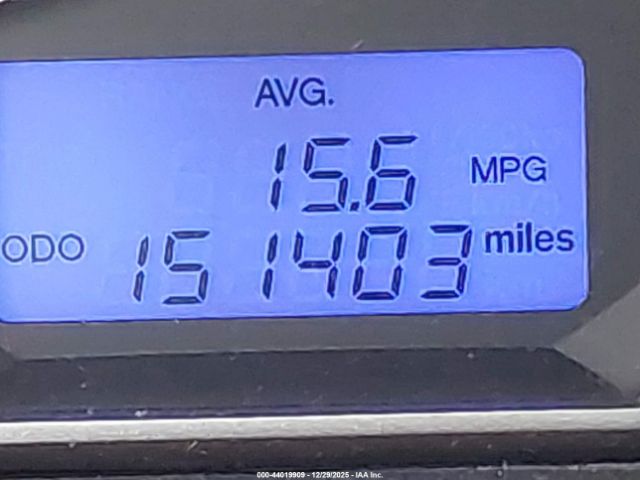 AVG.
15.6 MPG
ODO 151403 miles
000-44019909 - 12/29/2025 - IAA Inc.